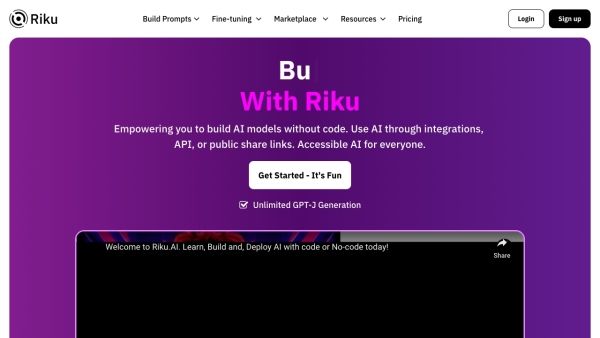 Riku
Build Prompts
Fine-tuning
Marketplace
Resources
Pricing
Login
Sign up
Bu
With Riku
Empowering you to build AI models without code. Use AI through integrations,
API, or public share links. Accessible AI for everyone.
Get Started - It's Fun
Unlimited GPT-J Generation
Welcome to Riku.AI. Learn, Build and, Deploy AI with code or No-code today!
Share